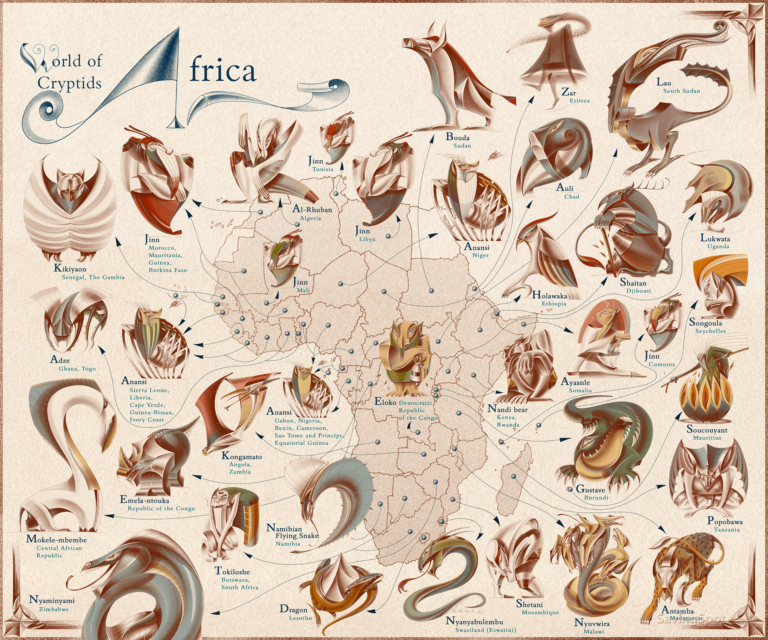 World of
Cryptids
Africa
Bouda
Sudan
Zar
Eritrea
Lau
South Sudan
Jinn
Tunisia
Auli
Chad
Al-Rhuban
Algeria
Jinn
Morocco,
Mauritania,
Guinea,
Burkina Faso
Jinn
Libya
Anansi
Niger
Lukwata
Uganda
Kikiyaon
Senegal, The Gambia
Jinn
Mali
Holawaka
Ethiopia
Shaitan
Djibouti
Songoula
Seychelles
Adze
Ghana, Togo
Jinn
Comoros
Anansi
Sierra Leone,
Liberia,
Cape Verde,
Guinea-Bissau,
Ivory Coast
Ayaanle
Somalia
Eloko Democratic
Republic
of the Congo
Nandi bear
Kenya,
Rwanda
Anansi
Gabon, Nigeria,
Benin, Cameroon,
Sao Tome and Principe,
Equatorial Guinea
Soucouyant
Mauritius
Kongamato
Angola,
Zambia
Emela-ntouka
Republic of the Congo
Gustave
Burundi
Popobawa
Tanzania
Mokele-mbembe
Central African
Republic
Namibian
Flying Snake
Namibia
Tokiloshe
Botswana,
South Africa
Nyaminyami
Zimbabwe
Dragon
Lesotho
Nyanyabulembu
Swaziland (Eswatini)
Shetani
Mozambique
Nyuvwira
Malawi
Antamba
Madagascar